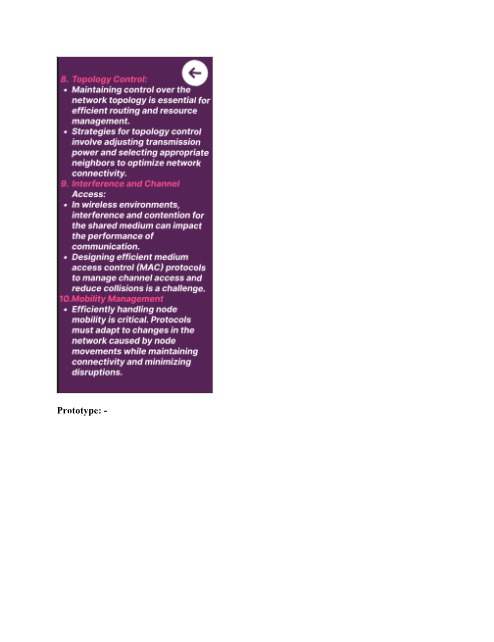 8. Topology Control:
• Maintaining control over the
network topology is essential for
efficient routing and resource
management.
• Strategies for topology control
involve adjusting transmission
power and selecting appropriate
neighbors to optimize network
connectivity.
9. Interference and Channel
Access:
• In wireless environments,
interference and contention for
the shared medium can impact
the performance of
communication.
• Designing efficient medium
access control (MAC) protocols
to manage channel access and
reduce collisions is a challenge.
10.Mobility Management
• Efficiently handling node
mobility is critical. Protocols
must adapt to changes in the
network caused by node
movements while maintaining
connectivity and minimizing
disruptions.
Prototype: -